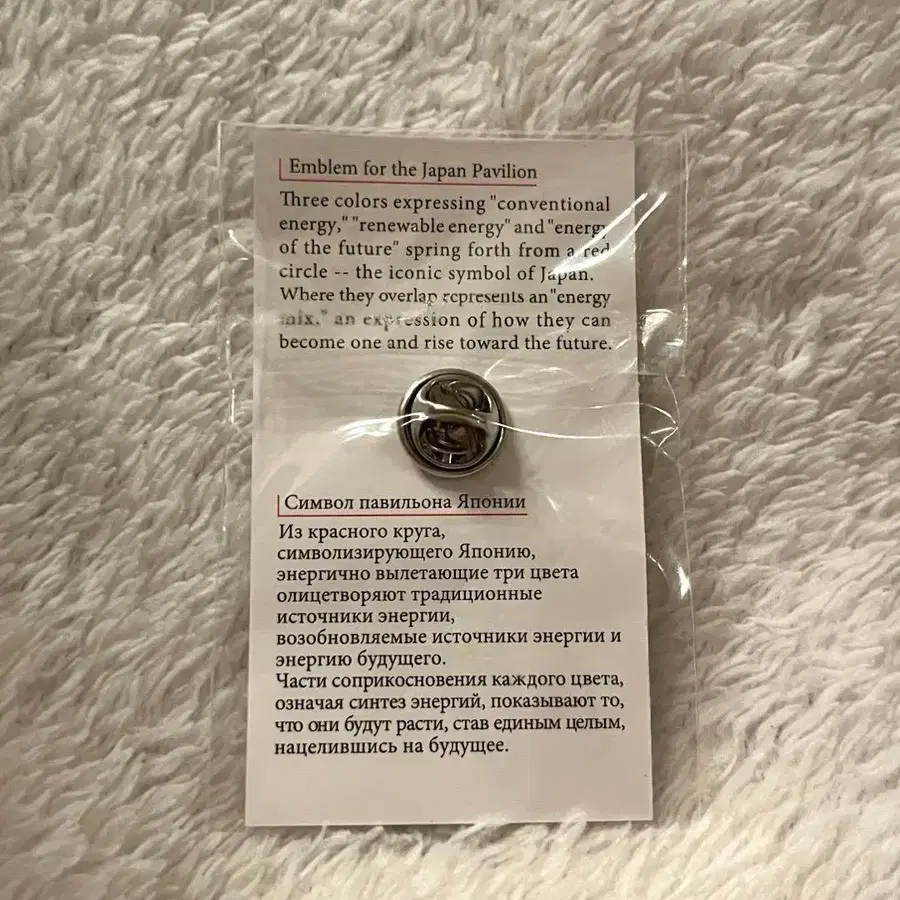 Emblem for the Japan Pavilion
Three colors expressing "conventional
energy," "renewable energy" and "energy
of the future" spring forth from a red
circle -- the iconic symbol of Japan.
Where they overlap represents an "energy
mix," an expression of how they can
become one and rise toward the future.
Символ павильона Японии
Из красного круга,
символизирующего Японию,
энергично вылетающие три цвета
олицетворяют традиционные
источники энергии,
возобновляемые источники энергии и
энергию будущего.
Части соприкосновения каждого цвета,
означая синтез энергий, показывают то,
что они будут расти, став единым целым,
нацелившись на будущее.